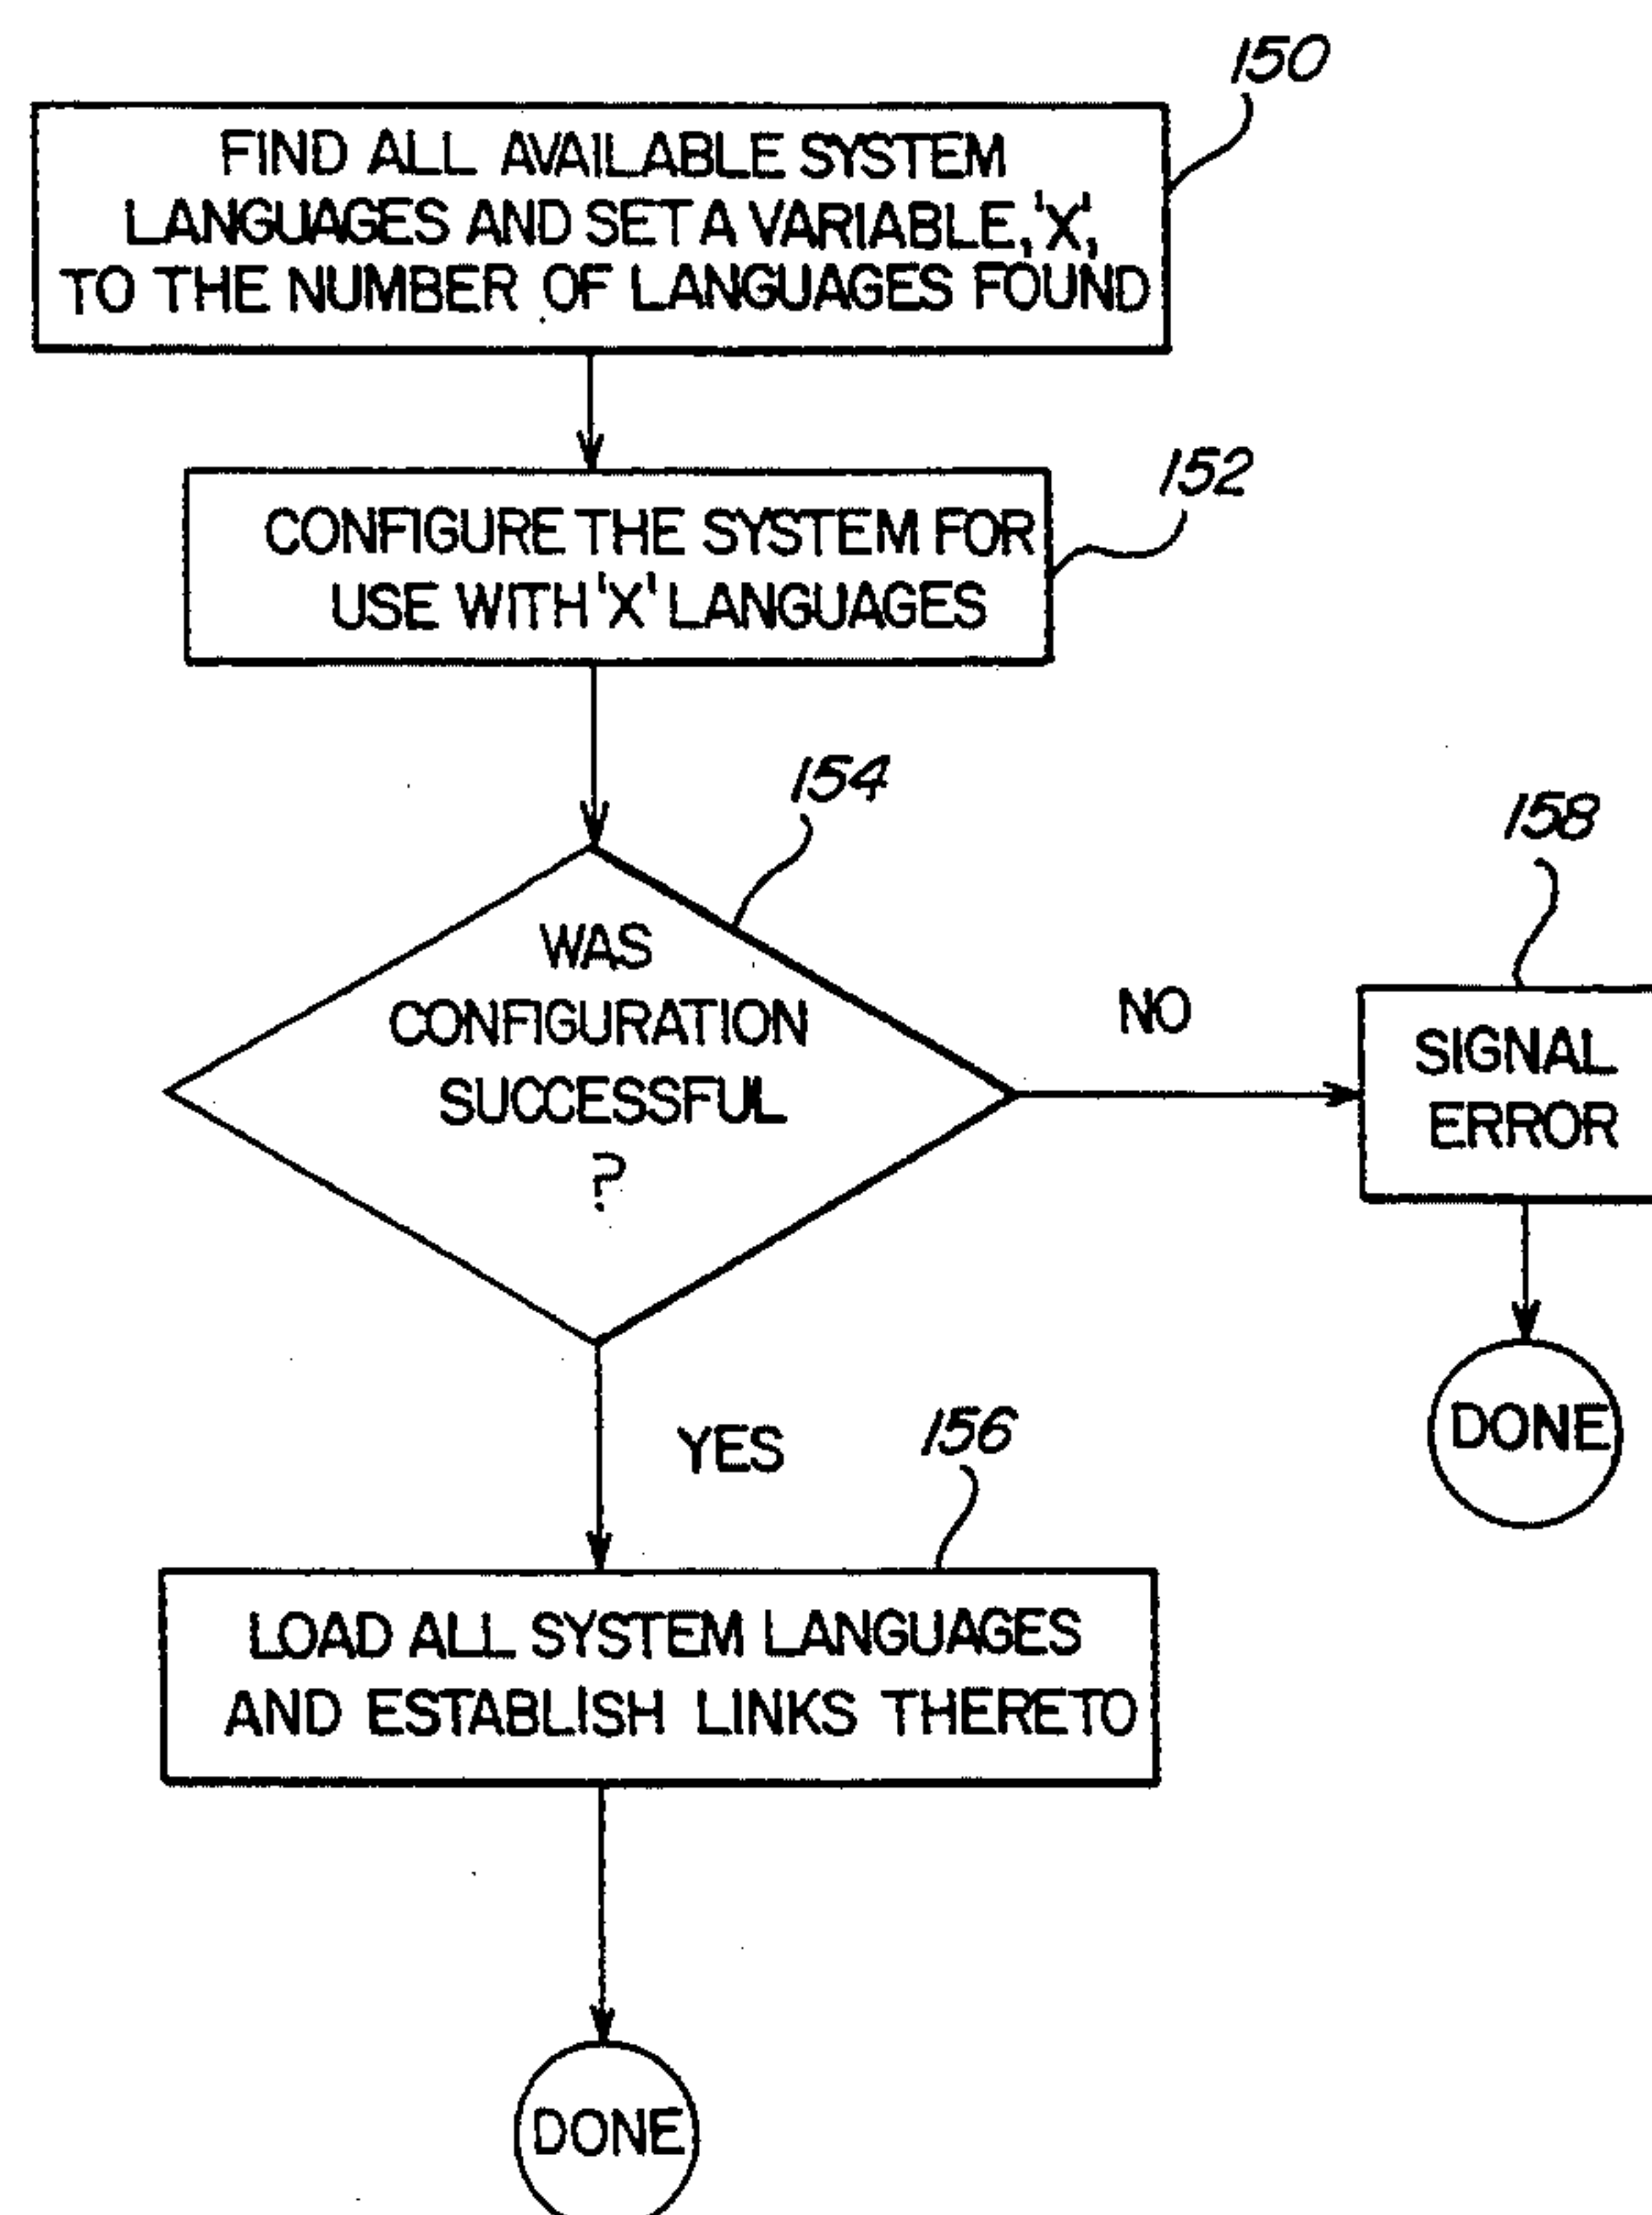 150
FIND ALL AVAILABLE SYSTEM
LANGUAGES AND SET A VARIABLE, 'X',
TO THE NUMBER OF LANGUAGES FOUND
152
CONFIGURE THE SYSTEM FOR
USE WITH 'X' LANGUAGES
154
WAS
CONFIGURATION
SUCCESSFUL
?
NO
158
SIGNAL
ERROR
DONE
YES
156
LOAD ALL SYSTEM LANGUAGES
AND ESTABLISH LINKS THERETO
DONE